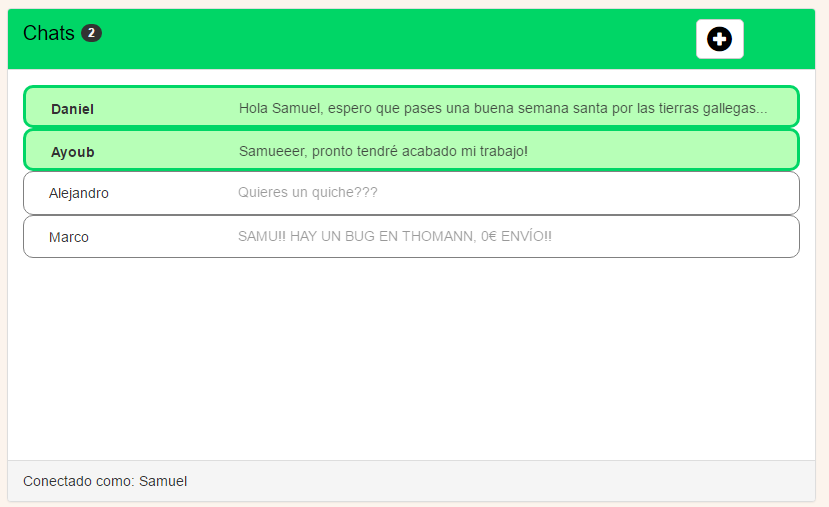 Chats 2
Daniel Hola Samuel, espero que pases una buena semana santa por las tierras gallegas...
Ayoub Samueeer, pronto tendré acabado mi trabajo!
Alejandro Quieres un quiche???
Marco SAMU!! HAY UN BUG EN THOMANN, 0€ ENVÍO!!
Conectado como: Samuel